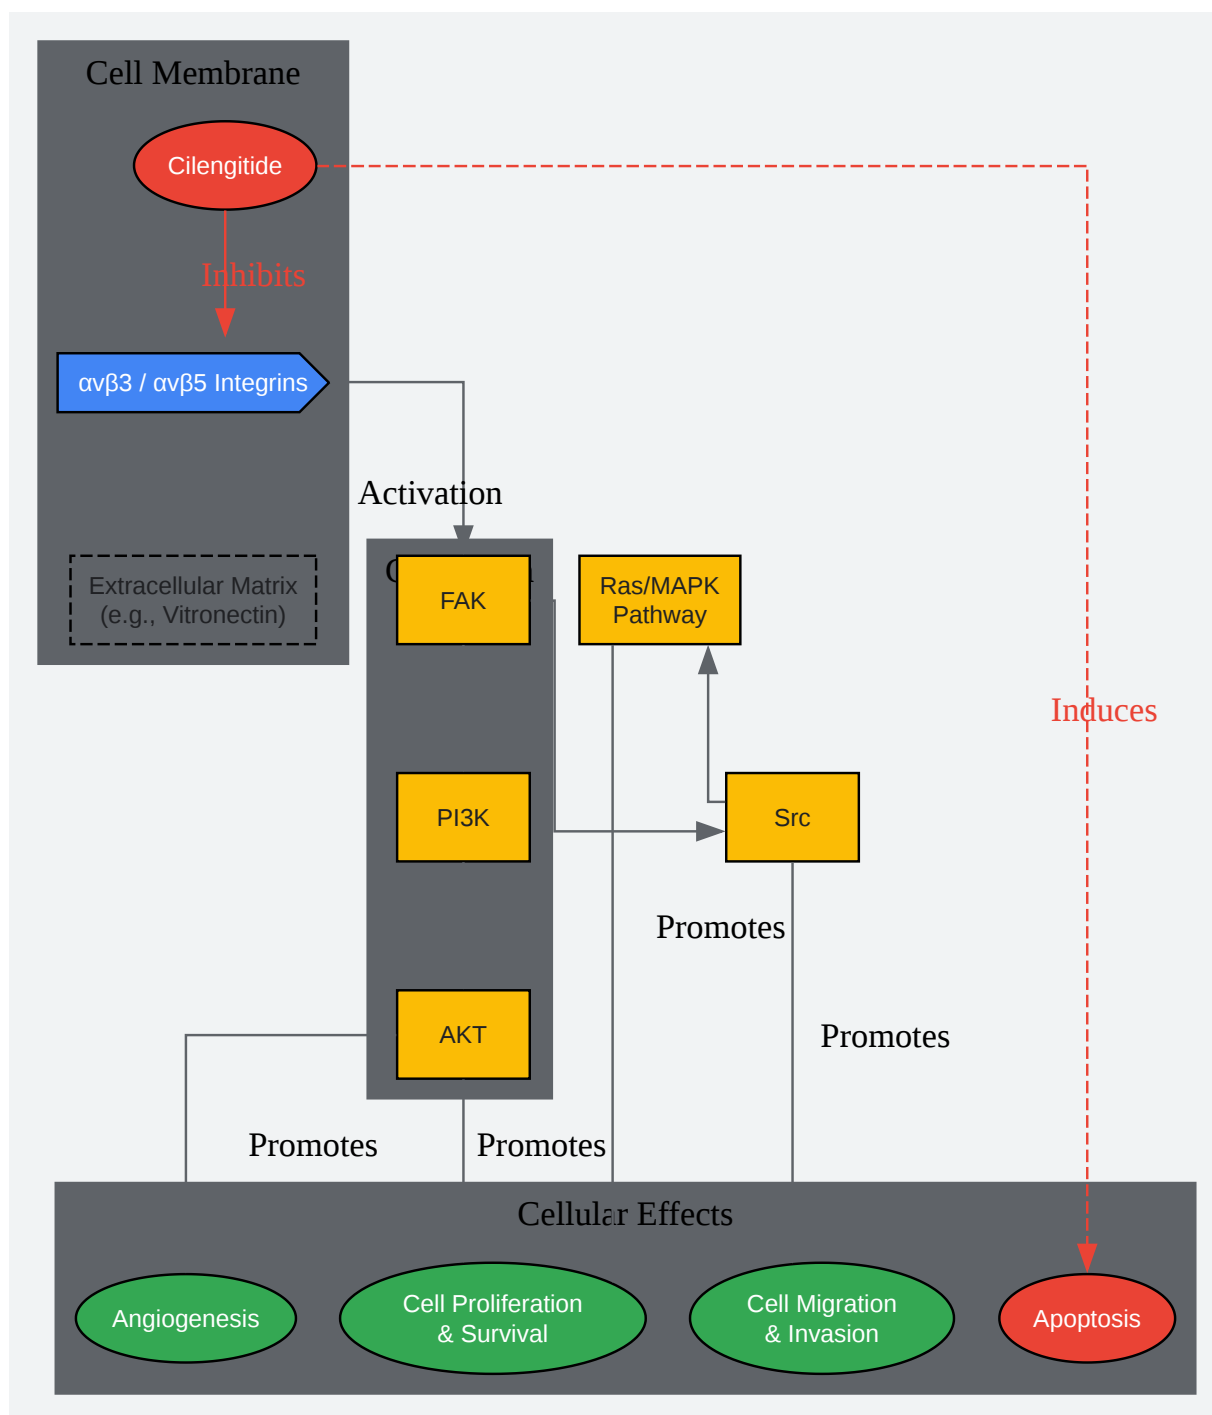 Cell Membrane
Cilengitide
Inhibits
αvβ3 / αvβ5 Integrins
Activation
Extracellular Matrix
(e.g., Vitronectin)
FAK
Ras/MAPK
Pathway
Induces
PI3K
Src
Promotes
AKT
Promotes
Promotes
Promotes
Cellular Effects
Angiogenesis
Cell Proliferation
& Survival
Cell Migration
& Invasion
Apoptosis